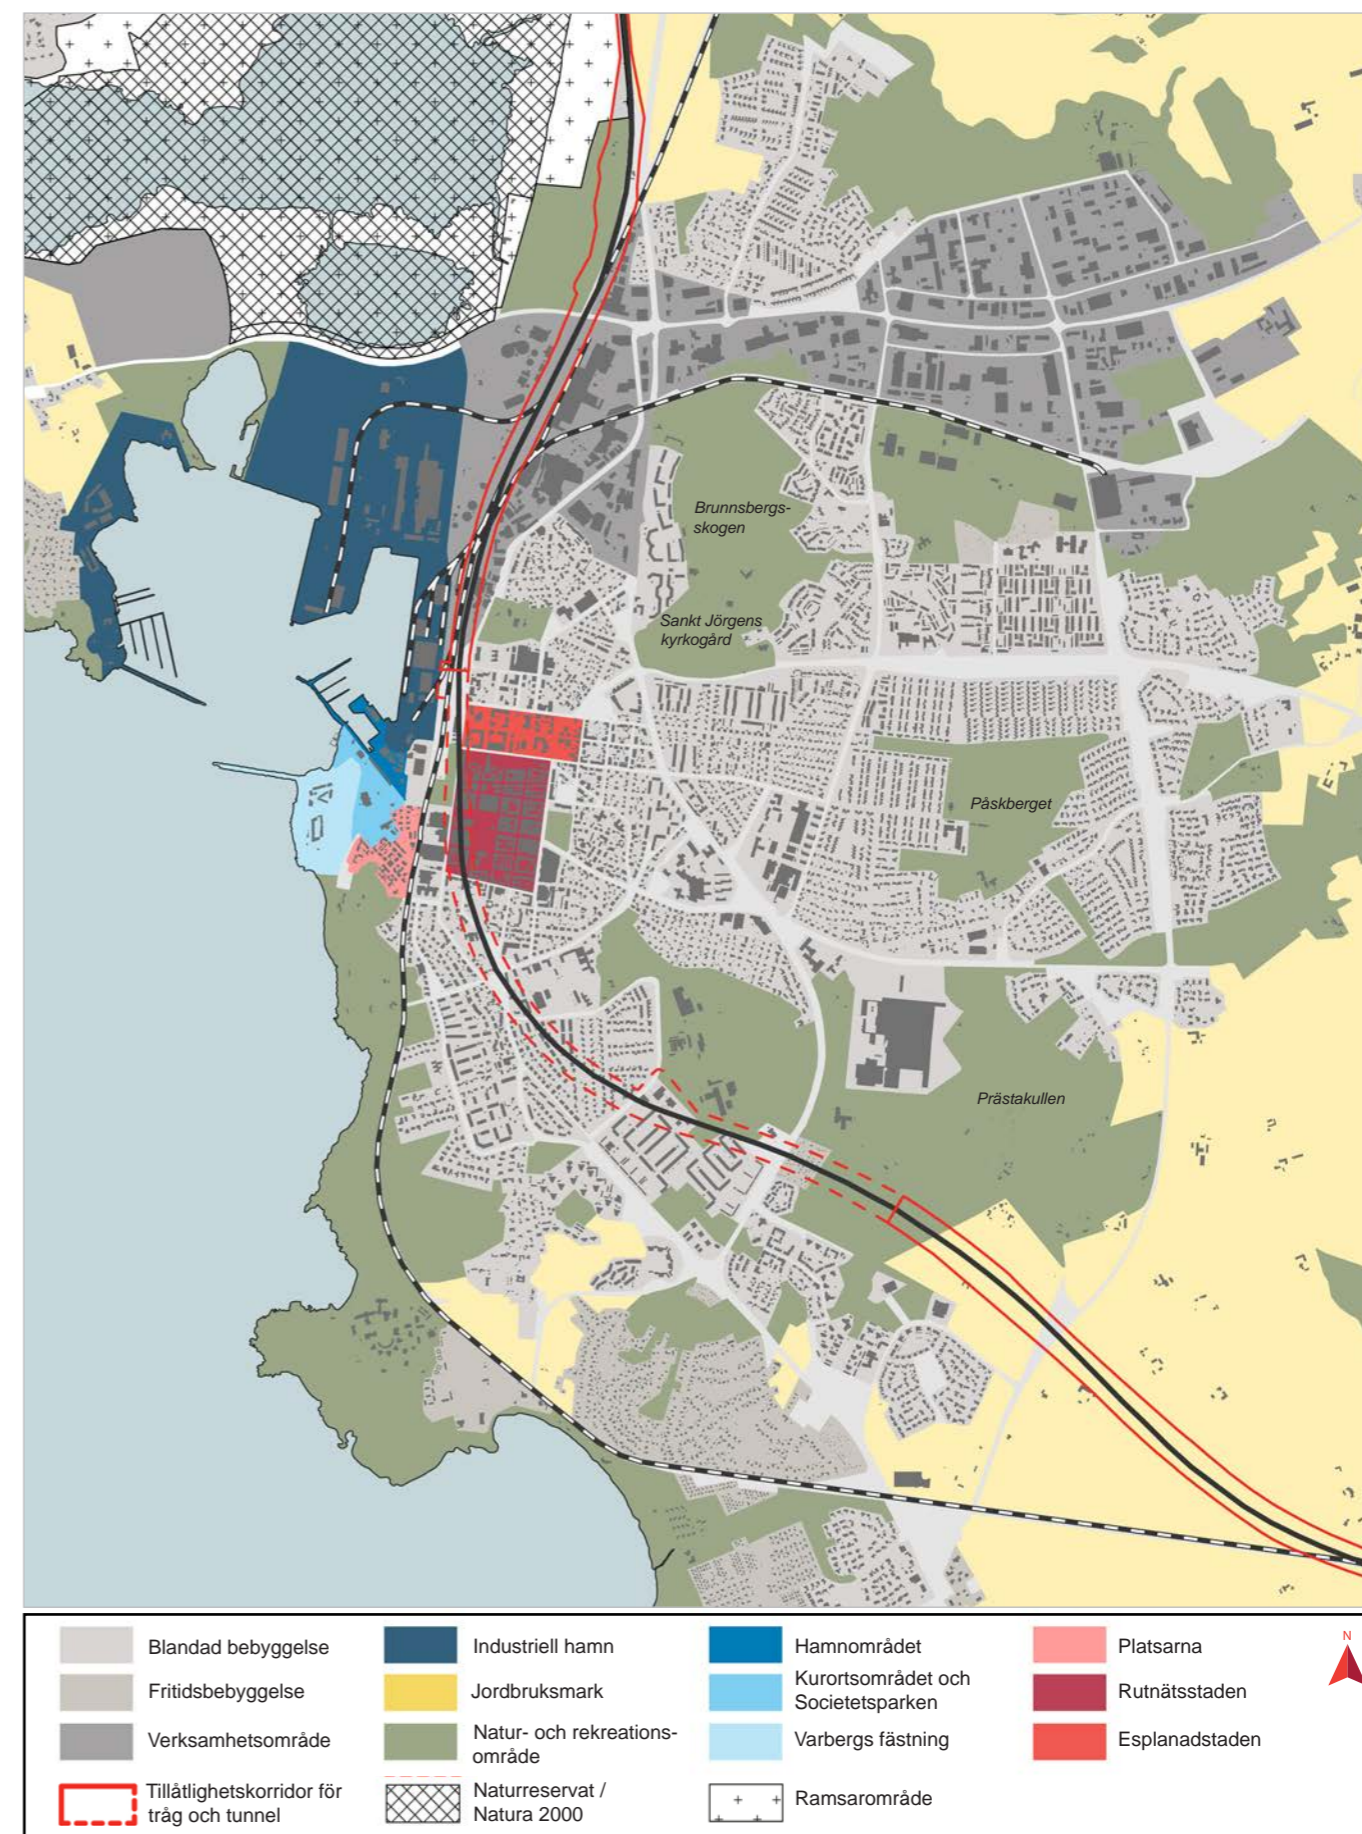 Brunnsbergs-
skogen
Sankt Jörgens
kyrkogård
Påskberget
Prästakullen
Blandad bebyggelse
Fritidsbebyggelse
Verksamhetsområde
Tillåtlighetskorridor för
tråg och tunnel
Industriell hamn
Jordbruksmark
Natur- och rekreations-
område
Naturreservat /
Natura 2000
Hamnområdet
Kurortsområdet och
Societetsparken
Varbergs fästning
Ramsarområde
Platsarna
Rutnätsstaden
Esplanadstaden
N